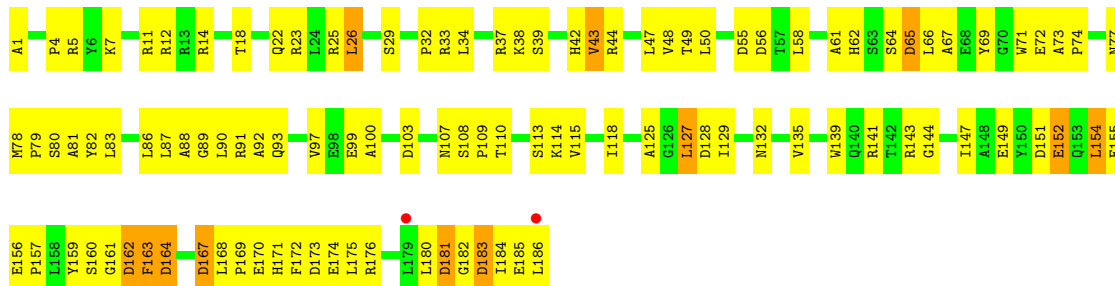 A1 P4 R5 Y6 K7 R11 R12 R13 R14 T18 Q22 R23 L24 R25 L26 S29 P32 R33 L34 R37 K38 S39 H42 V43 R44 L47 V48 T49 L50 D55 D56 T57 L58 A61 H62 S63 S64 D65 L66 A67 E68 Y69 G70 W71 E72 A73 P74 N77
M78 P79 S80 A81 Y82 L83 L86 L87 A88 G89 L90 R91 A92 Q93 V97 E98 E99 A100 D103 N107 S108 P109 T110 S113 K114 V115 I118 A125 G126 L127 D128 I129 N132 V135 W139 Q140 R141 T142 R143 G144 I147 A148 E149 Y150 D151 E152 Q153 L154 E155
E156 P157 L158 Y159 S160 G161 D162 F163 D164 D167 L168 P169 E170 H171 F172 D173 E174 L175 R176 L179 L180 D181 G182 D183 I184 E185 L186